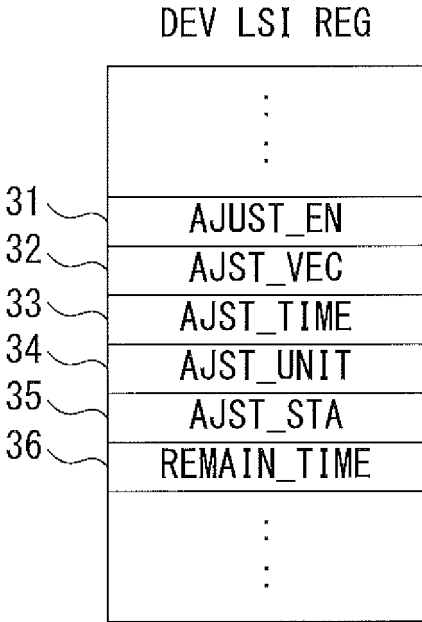 DEV LSI REG
31 AJUST_EN
32 AJST_VEC
33 AJST_TIME
34 AJST_UNIT
35 AJST_STA
36 REMAIN_TIME